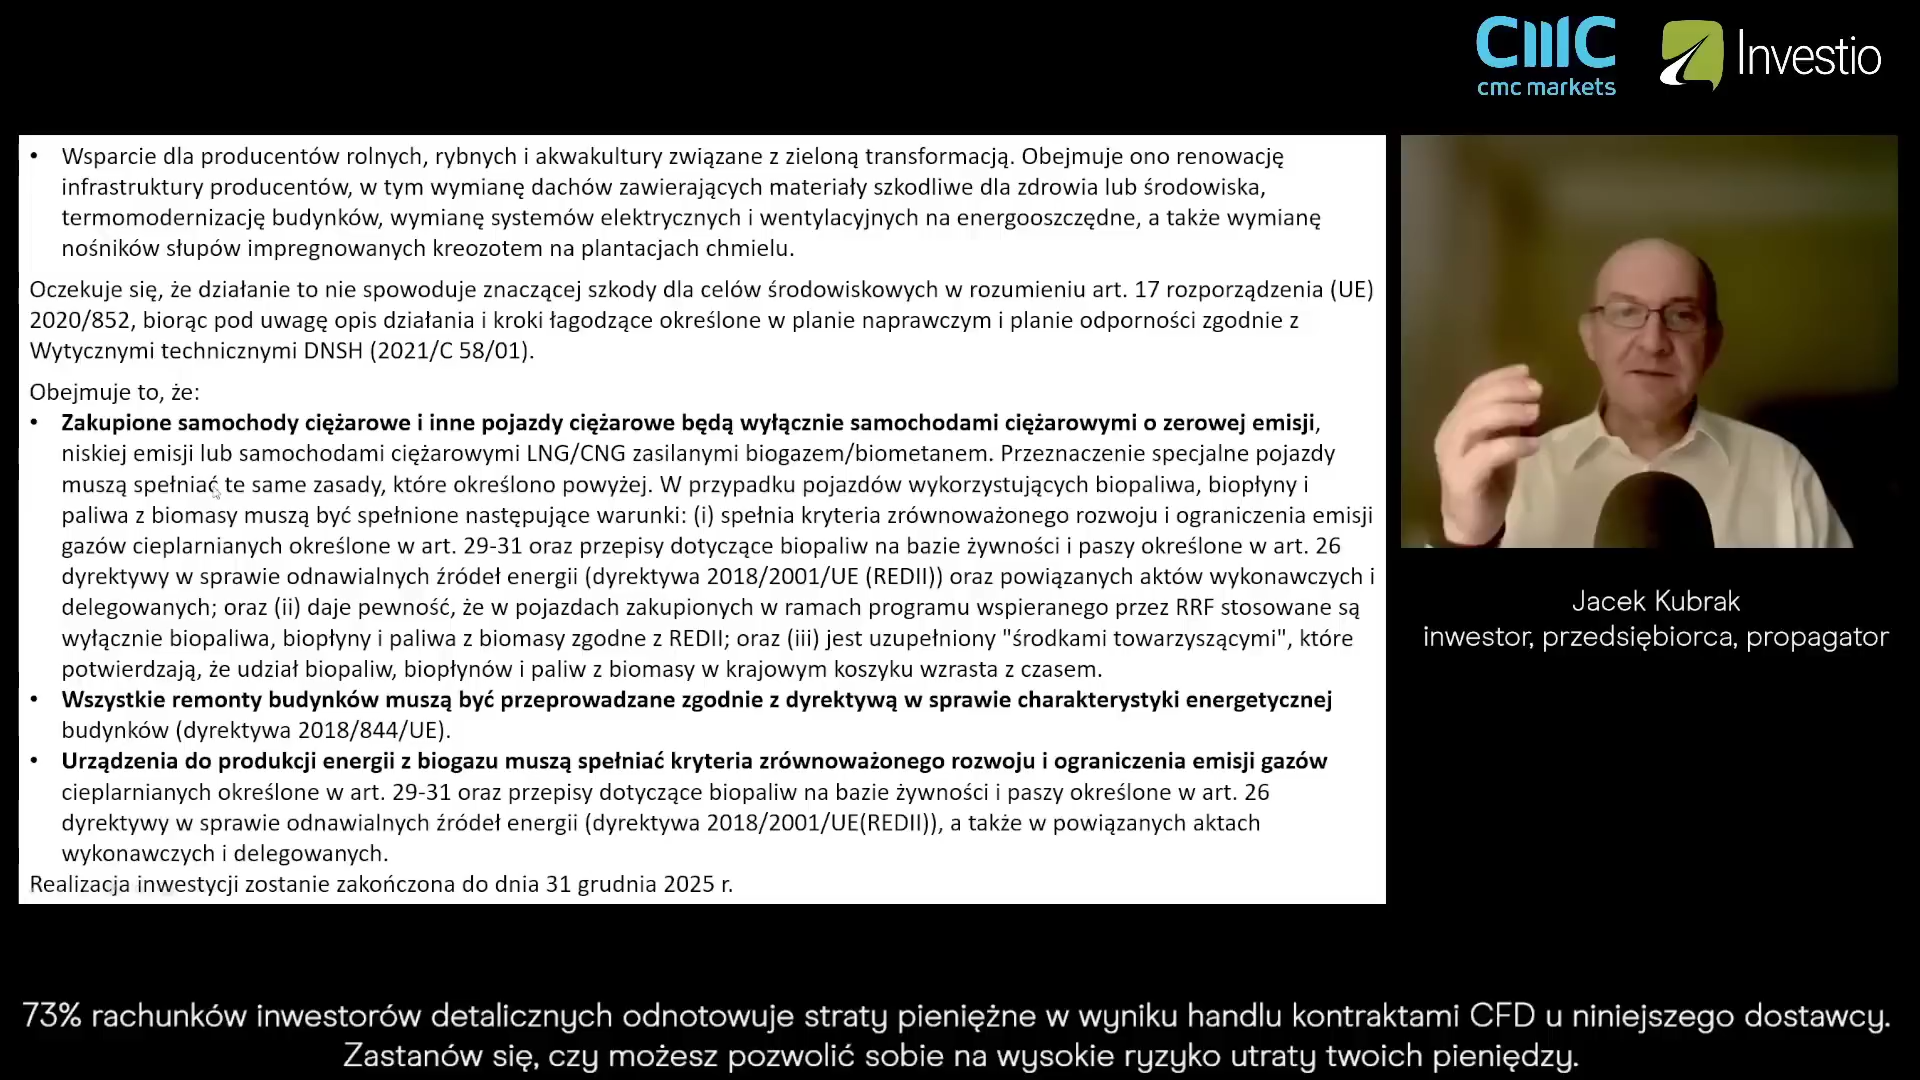 CMC
cmc markets
Investio
• Wsparcie dla producentów rolnych, rybnych i akwakultury związane z zieloną transformacją. Obejmuje ono renowację
infrastruktury producentów, w tym wymianę dachów zawierających materiały szkodliwe dla zdrowia lub środowiska,
termomodernizację budynków, wymianę systemów elektrycznych i wentylacyjnych na energooszczędne, a także wymianę
nośników słupów impregnowanych kreozotem na plantacjach chmielu.
Oczekuje się, że działanie to nie spowoduje znaczącej szkody dla celów środowiskowych w rozumieniu art. 17 rozporządzenia (UE)
2020/852, biorąc pod uwagę opis działania i kroki łagodzące określone w planie naprawczym i planie odporności zgodnie z
Wytycznymi technicznymi DNSH (2021/C 58/01).
Obejmuje to, że:
• Zakupione samochody ciężarowe i inne pojazdy ciężarowe będą wyłącznie samochodami ciężarowymi o zerowej emisji,
niskiej emisji lub samochodami ciężarowymi LNG/CNG zasilanymi biogazem/biometanem. Przeznaczenie specjalne pojazdy
muszą spełniać te same zasady, które określono powyżej. W przypadku pojazdów wykorzystujących biopaliwa, biopłyny i
paliwa z biomasy muszą być spełnione następujące warunki: (i) spełnia kryteria zrównoważonego rozwoju i ograniczenia emisji
gazów cieplarnianych określone w art. 29-31 oraz przepisy dotyczące biopaliw na bazie żywności i paszy określone w art. 26
dyrektywy w sprawie odnawialnych źródeł energii (dyrektywa 2018/2001/UE (REDII)) oraz powiązanych aktów wykonawczych i
delegowanych; oraz (ii) daje pewność, że w pojazdach zakupionych w ramach programu wspieranego przez RRF stosowane są
wyłącznie biopaliwa, biopłyny i paliwa z biomasy zgodne z REDII; oraz (iii) jest uzupełniony "środkami towarzyszącymi", które
potwierdzają, że udział biopaliw, biopłynów i paliw z biomasy w krajowym koszyku wzrasta z czasem.
• Wszystkie remonty budynków muszą być przeprowadzane zgodnie z dyrektywą w sprawie charakterystyki energetycznej
budynków (dyrektywa 2018/844/UE).
• Urządzenia do produkcji energii z biogazu muszą spełniać kryteria zrównoważonego rozwoju i ograniczenia emisji gazów
cieplarnianych określone w art. 29-31 oraz przepisy dotyczące biopaliw na bazie żywności i paszy określone w art. 26
dyrektywy w sprawie odnawialnych źródeł energii (dyrektywa 2018/2001/UE(REDII)), a także w powiązanych aktach
wykonawczych i delegowanych.
Realizacja inwestycji zostanie zakończona do dnia 31 grudnia 2025 r.
Jacek Kubrak
inwestor, przedsiębiorca, propagator
73% rachunków inwestorów detalicznych odnotowuje straty pieniężne w wyniku handlu kontraktami CFD u niniejszego dostawcy.
Zastanów się, czy możesz pozwolić sobie na wysokie ryzyko utraty twoich pieniędzy.